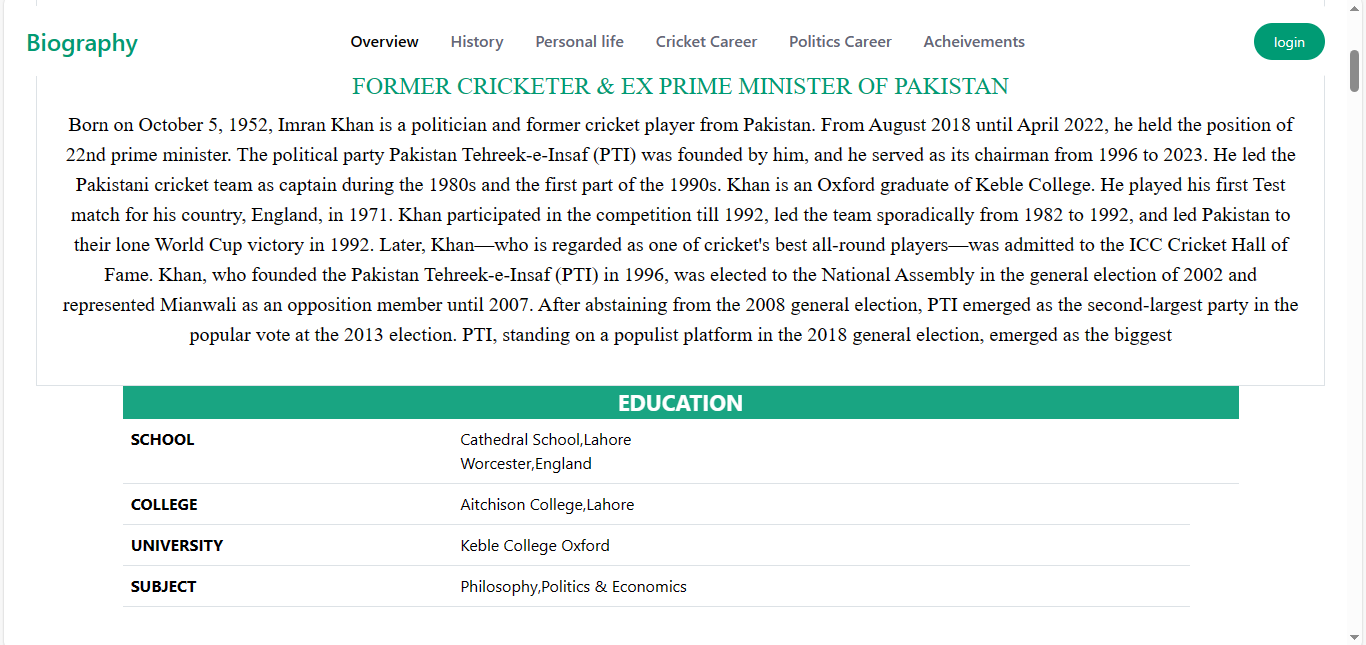 Biography
Overview History Personal life Cricket Career Politics Career Acheivements
login
FORMER CRICKETER & EX PRIME MINISTER OF PAKISTAN
Born on October 5, 1952, Imran Khan is a politician and former cricket player from Pakistan. From August 2018 until April 2022, he held the position of
22nd prime minister. The political party Pakistan Tehreek-e-Insaf (PTI) was founded by him, and he served as its chairman from 1996 to 2023. He led the
Pakistani cricket team as captain during the 1980s and the first part of the 1990s. Khan is an Oxford graduate of Keble College. He played his first Test
match for his country, England, in 1971. Khan participated in the competition till 1992, led the team sporadically from 1982 to 1992, and led Pakistan to
their lone World Cup victory in 1992. Later, Khan—who is regarded as one of cricket's best all-round players—was admitted to the ICC Cricket Hall of
Fame. Khan, who founded the Pakistan Tehreek-e-Insaf (PTI) in 1996, was elected to the National Assembly in the general election of 2002 and
represented Mianwali as an opposition member until 2007. After abstaining from the 2008 general election, PTI emerged as the second-largest party in the
popular vote at the 2013 election. PTI, standing on a populist platform in the 2018 general election, emerged as the biggest
EDUCATION
SCHOOL Cathedral School,Lahore
Worcester,England
COLLEGE Aitchison College,Lahore
UNIVERSITY Keble College Oxford
SUBJECT Philosophy,Politics & Economics